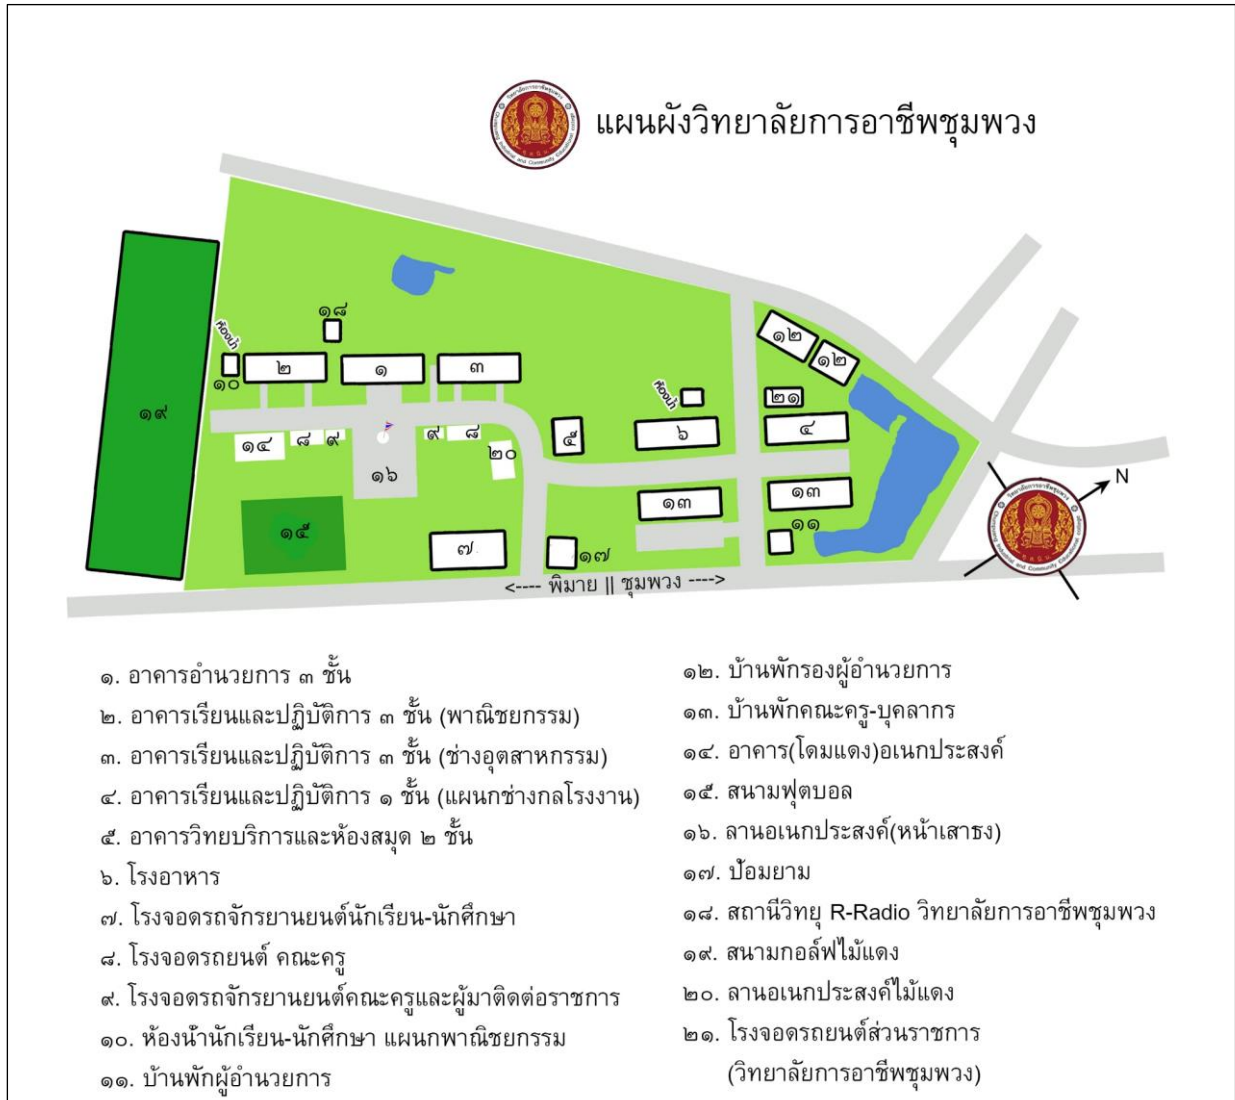 แผนผังวิทยาลัยการอาชีพชุมพวง
๑๘
ห้องน้ำ
๑๐
๒
๑
๓
๑๒
๑๒
ห้องน้ำ
๒๑
๑๙
๑๔
๘
๙
๙
๘
๕
๖
๔
๒๐
๑๖
N
๑๓
๑๓
๑๕
๑๑
๗
๑๗
<---- พิมาย || ชุมพวง ---->
๑. อาคารอำนวยการ ๓ ชั้น
๒. อาคารเรียนและปฏิบัติการ ๓ ชั้น (พาณิชยกรรม)
๓. อาคารเรียนและปฏิบัติการ ๓ ชั้น (ช่างอุตสาหกรรม)
๔. อาคารเรียนและปฏิบัติการ ๑ ชั้น (แผนกช่างกลโรงงาน)
๕. อาคารวิทยบริการและห้องสมุด ๒ ชั้น
๖. โรงอาหาร
๗. โรงจอดรถจักรยานยนต์นักเรียน-นักศึกษา
๘. โรงจอดรถยนต์ คณะครู
๙. โรงจอดรถจักรยานยนต์คณะครูและผู้มาติดต่อราชการ
๑๐. ห้องน้ำนักเรียน-นักศึกษา แผนกพาณิชยกรรม
๑๑. บ้านพักผู้อำนวยการ
๑๒. บ้านพักรองผู้อำนวยการ
๑๓. บ้านพักคณะครู-บุคลากร
๑๔. อาคาร(โดมแดง)อเนกประสงค์
๑๕. สนามฟุตบอล
๑๖. ลานอเนกประสงค์(หน้าเสาธง)
๑๗. ป้อมยาม
๑๘. สถานีวิทยุ R-Radio วิทยาลัยการอาชีพชุมพวง
๑๙. สนามกอล์ฟไม้แดง
๒๐. ลานอเนกประสงค์ไม้แดง
๒๑. โรงจอดรถยนต์ส่วนราชการ
(วิทยาลัยการอาชีพชุมพวง)